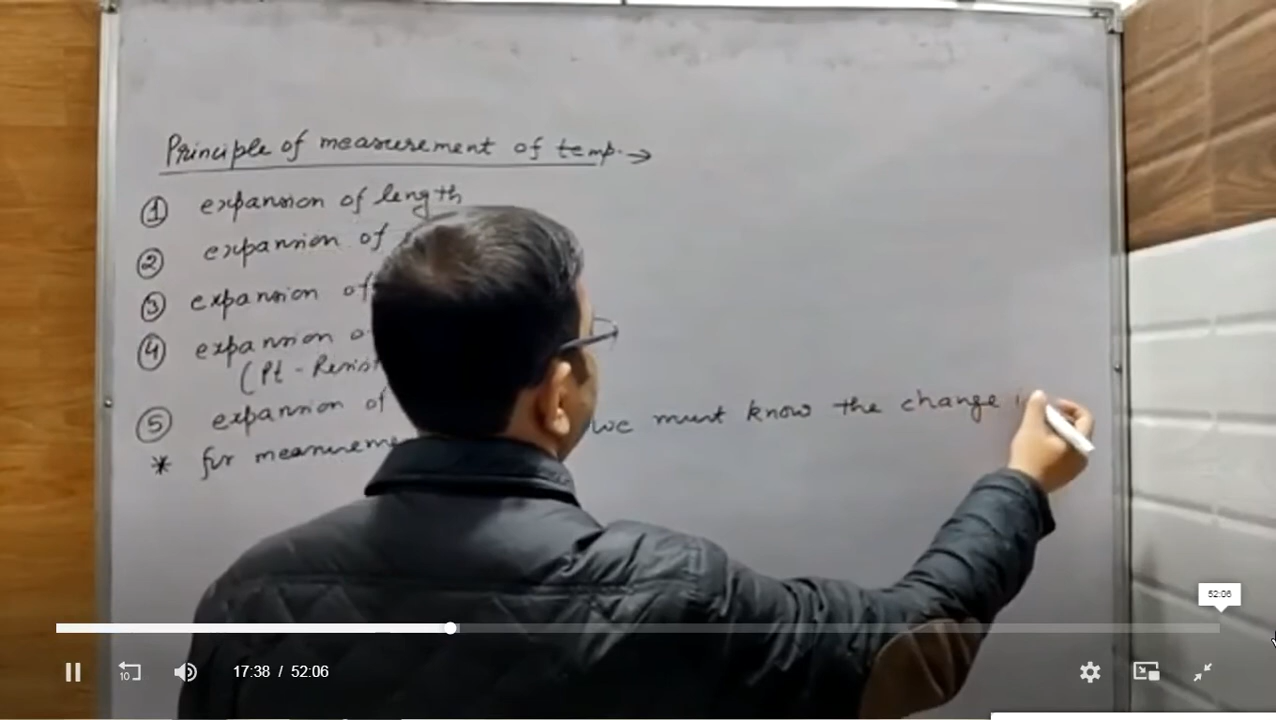 Principle of measurement of temp. →
① expansion of length
② expansion of
③ expansion of
④ expansion
(Pt - Resist
⑤ expansion of
* for measureme we must know the change
52:06
10
17:38 / 52:06